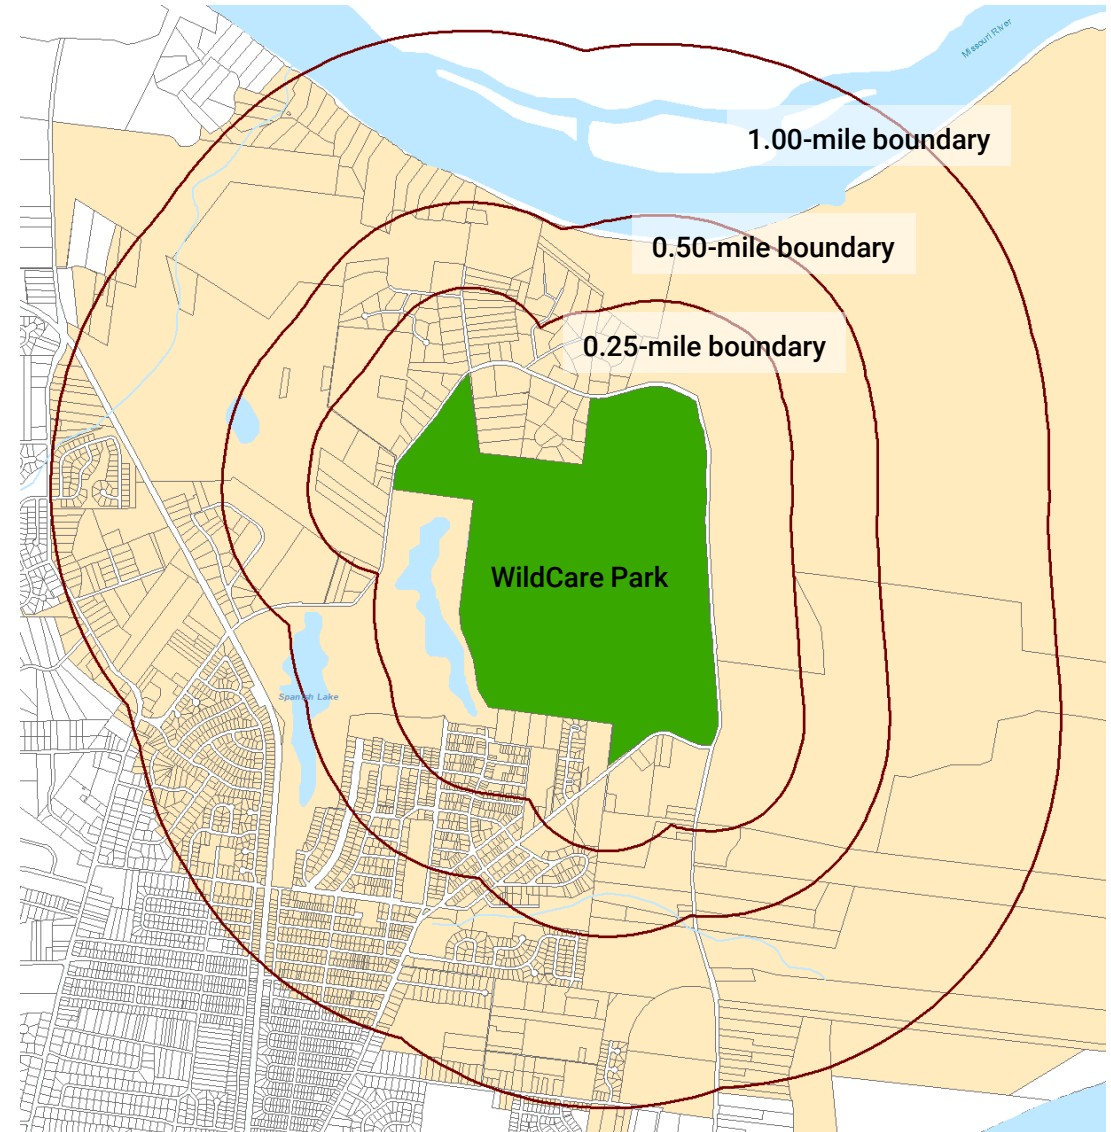 Missouri River
1.00-mile boundary
0.50-mile boundary
0.25-mile boundary
WildCare Park
Spanish Lake